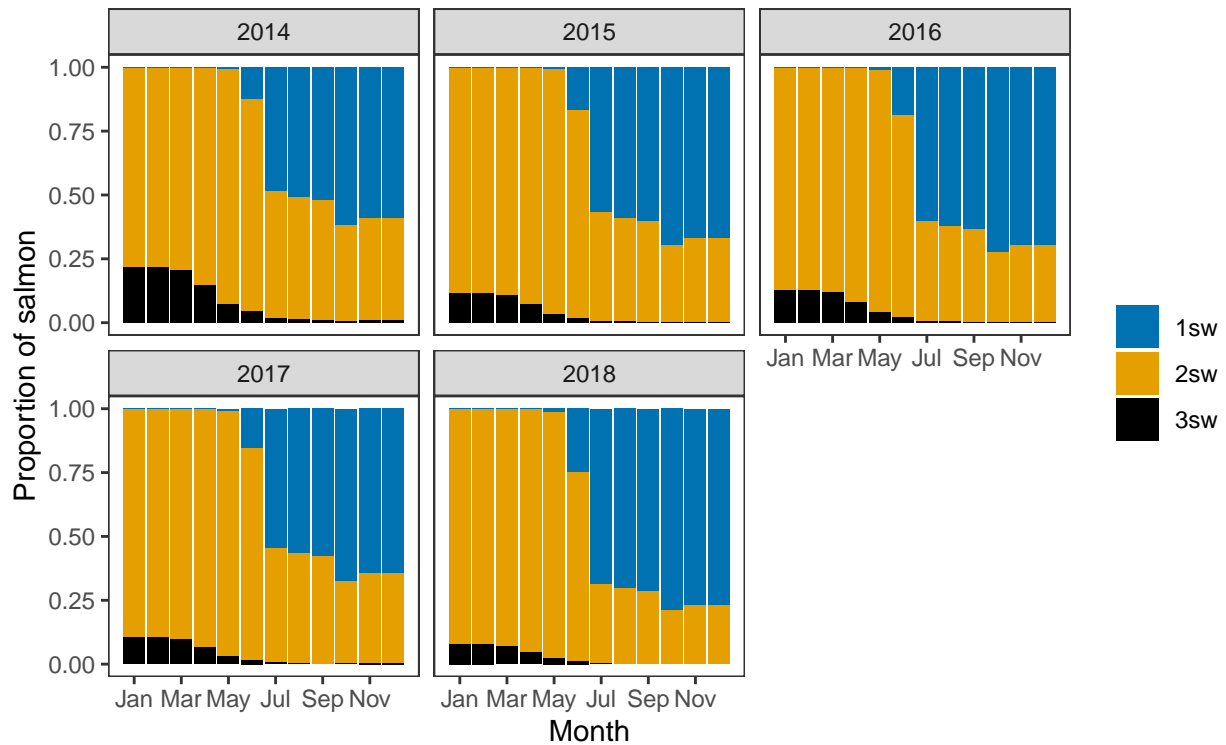 2014 2015 2016
1.00
0.75
0.50
0.25
0.00
Jan Mar May Jul Sep Nov
2017 2018
1.00
0.75
0.50
0.25
0.00
Jan Mar May Jul Sep Nov Jan Mar May Jul Sep Nov
Month
Proportion of salmon
1sw
2sw
3sw